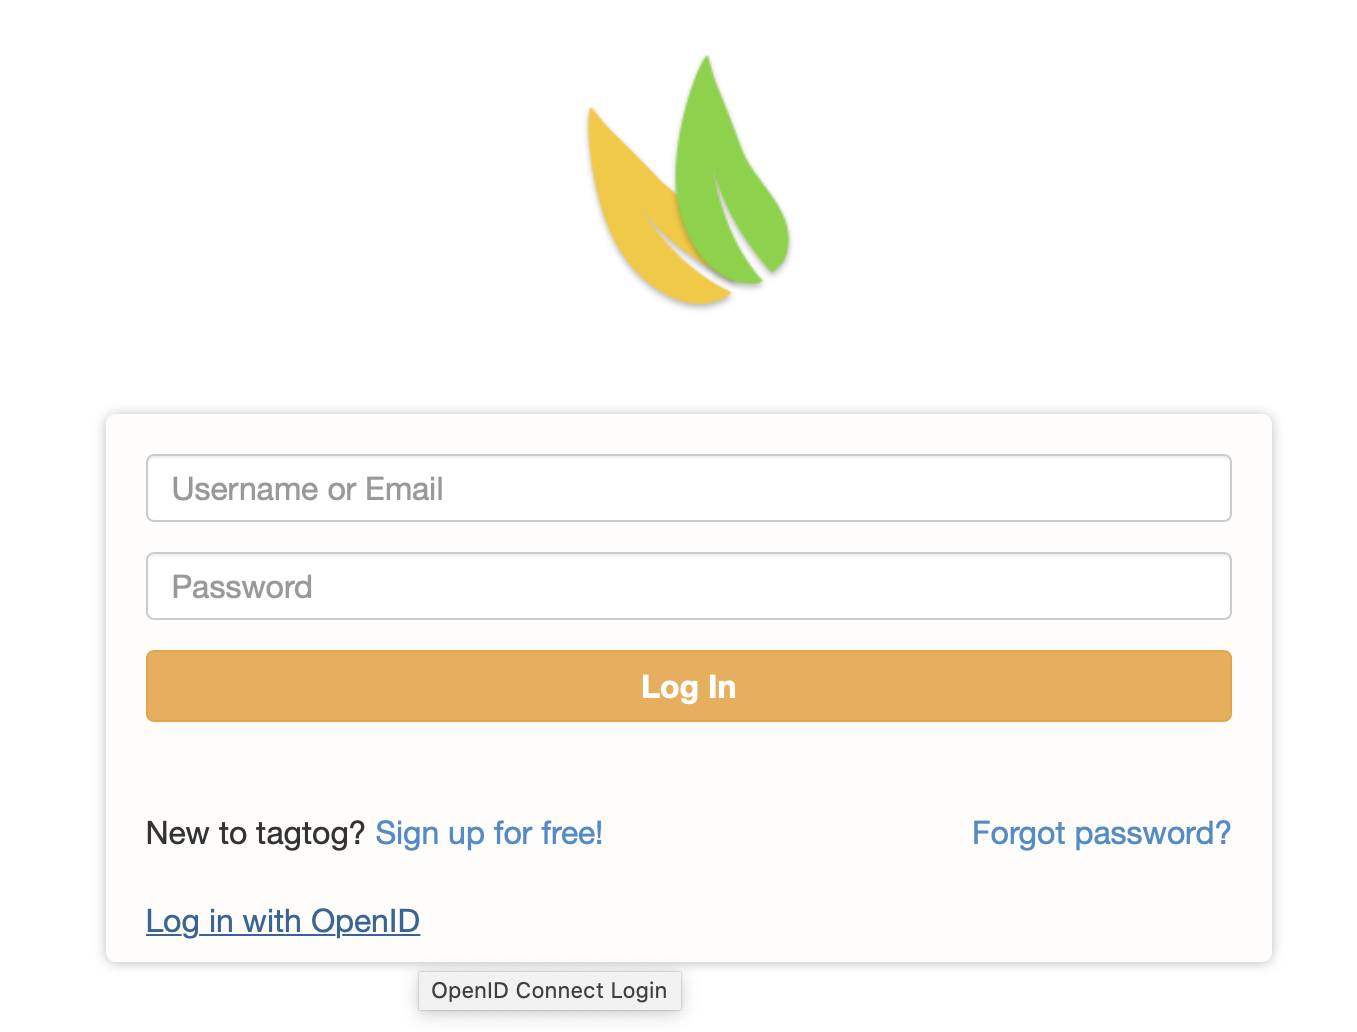 Username or Email
Password
Log In
New to tagtog? Sign up for free! Forgot password?
Log in with OpenID
OpenID Connect Login